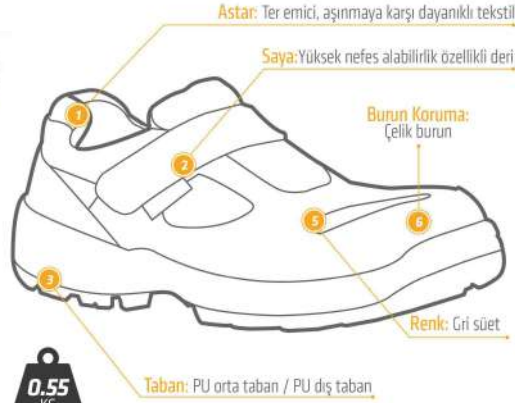 Astar: Ter emici, aşınmaya karşı dayanıklı tekstil
Saya: Yüksek nefes alabilirlik özellikli deri
Burun Koruma:
Çelik burun
1
2
5
6
3
Renk: Gri süet
0.55
KG
Taban: PU orta taban / PU dış taban